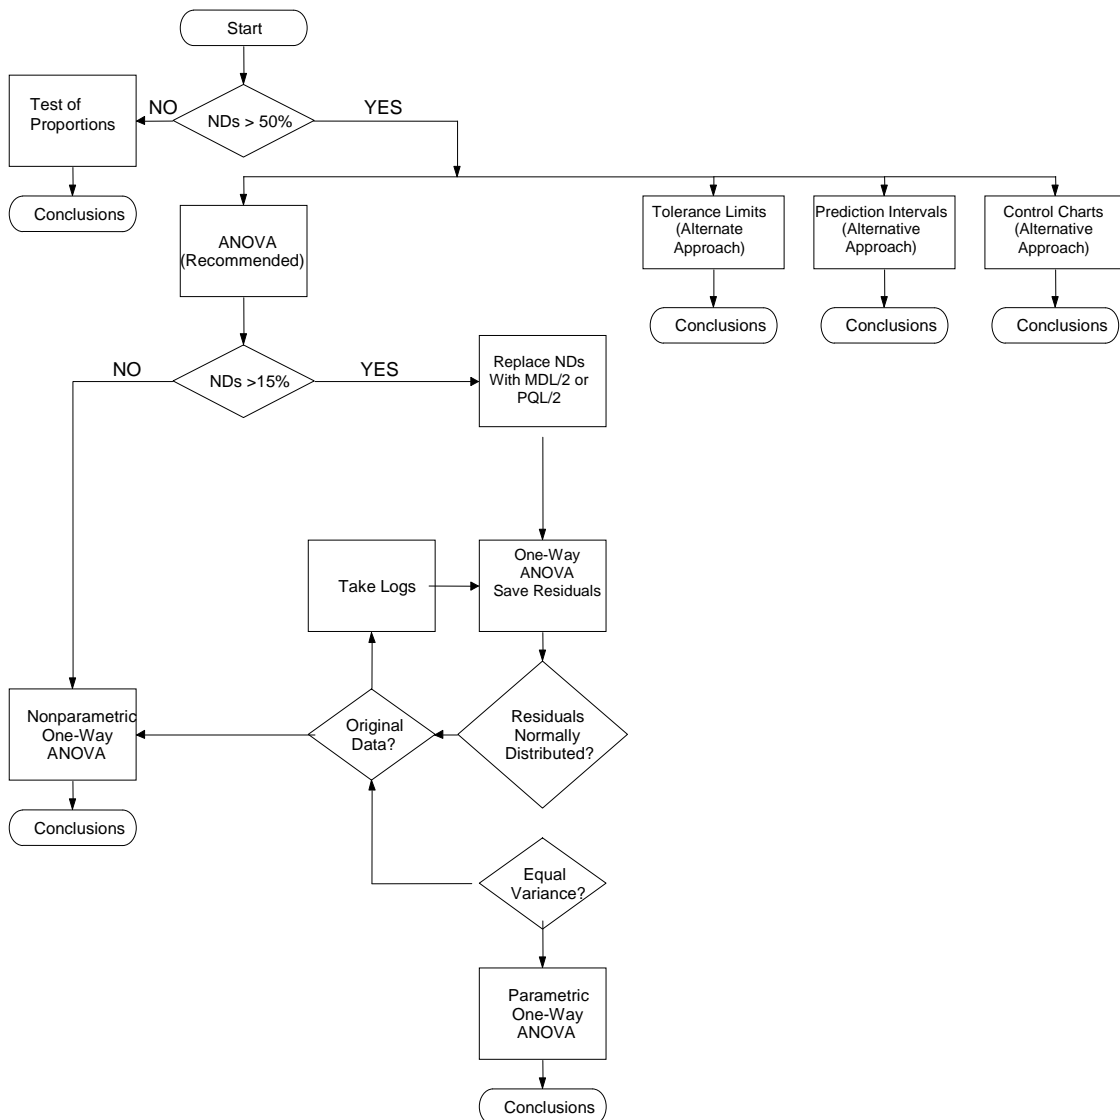 Start
NO
NDs > 50%
YES
Test of
Proportions
Conclusions
ANOVA
(Recommended)
Tolerance Limits
(Alternate
Approach)
Prediction Intervals
(Alternative
Approach)
Control Charts
(Alternative
Approach)
Conclusions
Conclusions
Conclusions
NO
NDs >15%
YES
Replace NDs
With MDL/2 or
PQL/2
Take Logs
One-Way
ANOVA
Save Residuals
Nonparametric
One-Way
ANOVA
Original
Data?
Residuals
Normally
Distributed?
Conclusions
Equal
Variance?
Parametric
One-Way
ANOVA
Conclusions